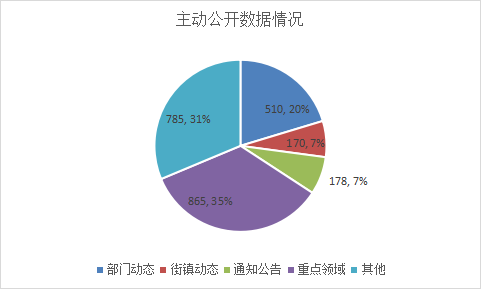 主动公开数据情况
510, 20%
170, 7%
178, 7%
865, 35%
785, 31%
部门动态 街镇动态 通知公告 重点领域 其他